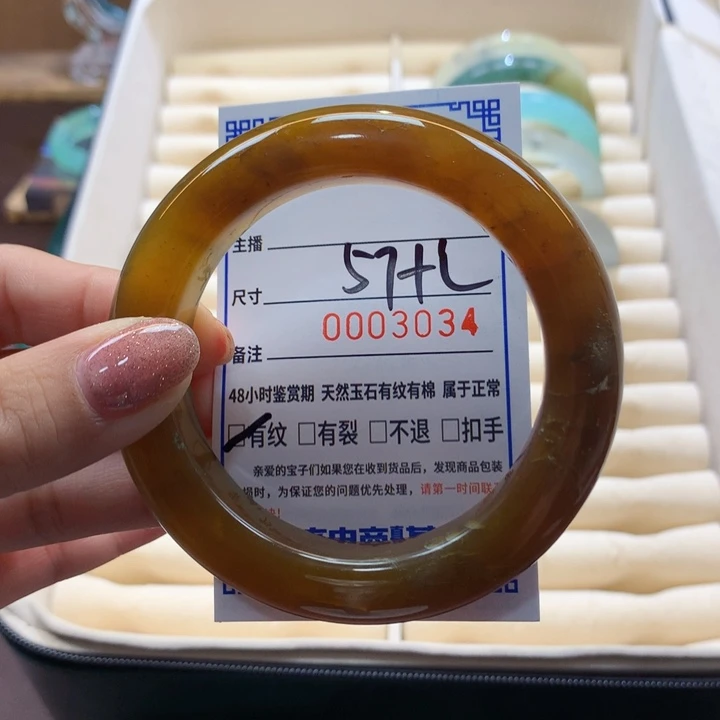 主播
57+L
尺寸
0003034
备注
48小时鉴赏期 天然玉石有纹有棉 属于正常
□有纹 □有裂 □不退 □扣手
亲爱的宝子们如果您在收到货品后，发现商品包装
损时，为保证您的问题优先处理，请第一时间联